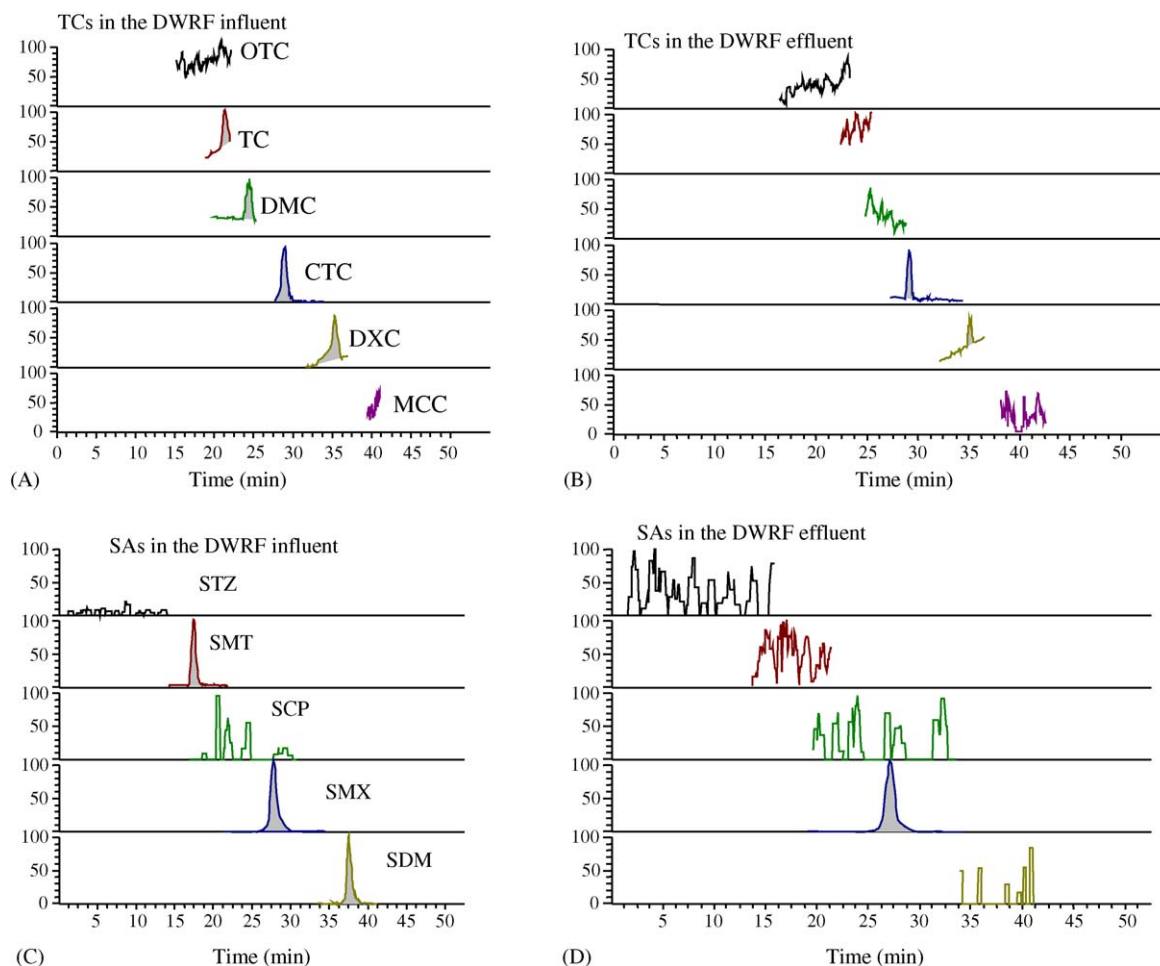 TCs in the DWRF influent
100
50
OTC
100
50
TC
100
50
DMC
100
50
CTC
100
50
DXC
100
50
0
MCC
0 5 10 15 20 25 30 35 40 45 50
(A) Time (min)
TCs in the DWRF effluent
100
50
100
50
100
50
100
50
100
50
100
50
0
0 5 10 15 20 25 30 35 40 45 50
(B) Time (min)
SAs in the DWRF influent
100
50
0
STZ
100
50
SMT
100
50
SCP
100
50
SMX
100
50
0
SDM
5 10 15 20 25 30 35 40 45 50
(C) Time (min)
SAs in the DWRF effluent
100
50
0
100
50
100
50
100
50
100
50
0
5 10 15 20 25 30 35 40 45 50
(D) Time (min)